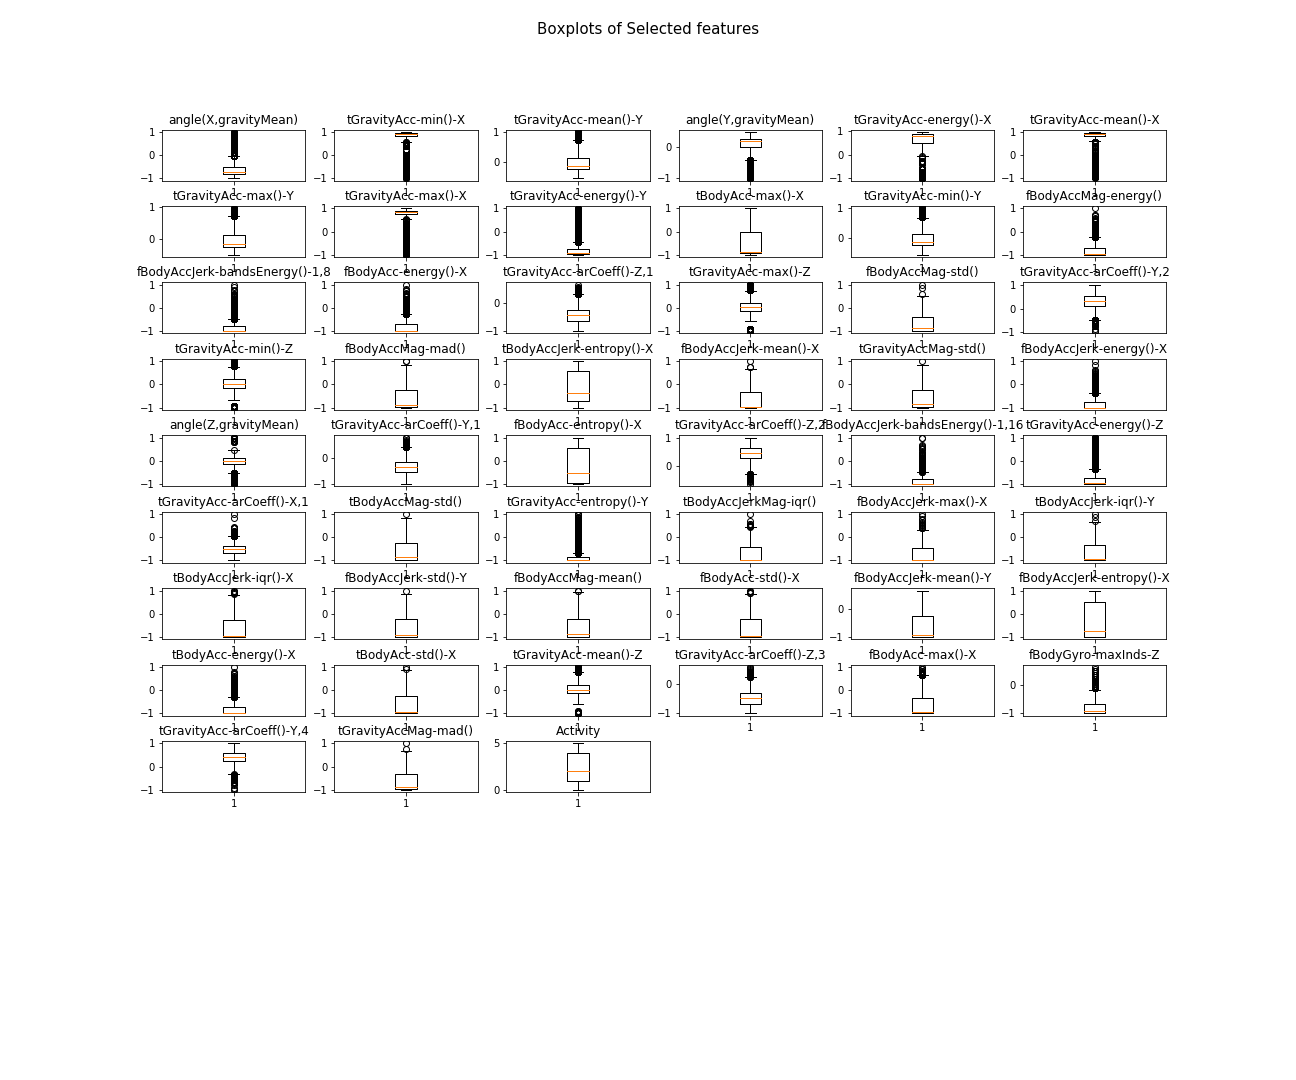 Boxplots of Selected features
angle(X,gravityMean) tGravityAcc-min()-X tGravityAcc-mean()-Y angle(Y,gravityMean) tGravityAcc-energy()-X tGravityAcc-mean()-X
1 1 1 1 1
0 0 0 0 0 0
−1 −1 −1 −1 −1
1 1 1 1 1 1
tGravityAcc-max()-Y tGravityAcc-max()-X tGravityAcc-energy()-Y tBodyAcc-max()-X tGravityAcc-min()-Y fBodyAccMag-energy()
1 1 1 1 1 1
0 0 0 0 0 0
−1 −1 −1 −1
1 1 1 1 1 1
fBodyAccJerk-bandsEnergy()-1,8 fBodyAcc-energy()-X tGravityAcc-arCoeff()-Z,1 tGravityAcc-max()-Z fBodyAccMag-std() tGravityAcc-arCoeff()-Y,2
1 1 1 1 1
0 0 0 0 0 0
−1 −1 −1 −1 −1 −1
1 1 1 1 1 1
tGravityAcc-min()-Z fBodyAccMag-mad() tBodyAccJerk-entropy()-X fBodyAccJerk-mean()-X tGravityAccMag-std() fBodyAccJerk-energy()-X
1 1 1 1 1 1
0 0 0 0 0 0
−1 −1 −1 −1 −1 −1
1 1 1 1 1 1
angle(Z,gravityMean) tGravityAcc-arCoeff()-Y,1 fBodyAcc-entropy()-X tGravityAcc-arCoeff()-Z,2 fBodyAccJerk-bandsEnergy()-1,16 tGravityAcc-energy()-Z
1 1 1 1
0 0 0 0 0 0
−1 −1 −1 −1
1 1 1 1 1 1
tGravityAcc-arCoeff()-X,1 tBodyAccMag-std() tGravityAcc-entropy()-Y tBodyAccJerkMag-iqr() fBodyAccJerk-max()-X tBodyAccJerk-iqr()-Y
1 1 1 1 1 1
0 0 0 0 0 0
−1 −1 −1 −1 −1 −1
1 1 1 1 1 1
tBodyAccJerk-iqr()-X fBodyAccJerk-std()-Y fBodyAccMag-mean() fBodyAcc-std()-X fBodyAccJerk-mean()-Y fBodyAccJerk-entropy()-X
1 1 1 1 1
0 0 0 0 0 0
−1 −1 −1 −1 −1
1 1 1 1 1 1
tBodyAcc-energy()-X tBodyAcc-std()-X tGravityAcc-mean()-Z tGravityAcc-arCoeff()-Z,3 fBodyAcc-max()-X fBodyGyro-maxInds-Z
1 1 1 1
0 0 0 0 0 0
−1 −1 −1 −1 −1 −1
1 1 1 1 1 1
tGravityAcc-arCoeff()-Y,4 tGravityAccMag-mad() Activity
1 1 5
0 0
−1 −1 0
1 1 1